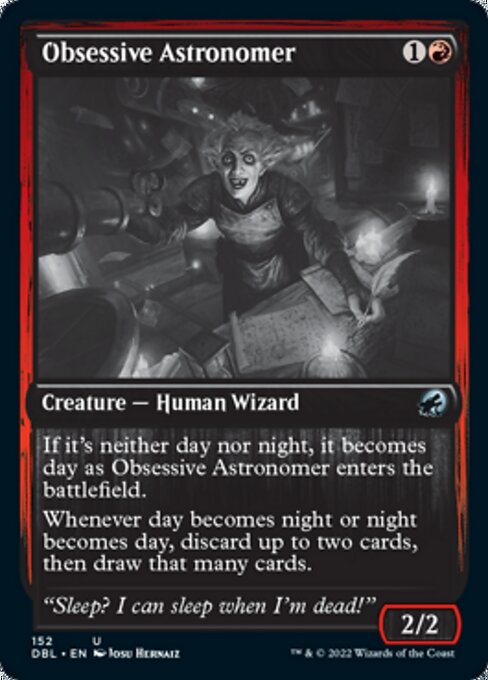 Obsessive Astronomer 1
Creature — Human Wizard
If it's neither day nor night, it becomes
day as Obsessive Astronomer enters the
battlefield.
Whenever day becomes night or night
becomes day, discard up to two cards,
then draw that many cards.
“Sleep? I can sleep when I'm dead!”
2/2
152 U
DBL • EN Iosu Hernaiz
™ & © 2022 Wizards of the Coast